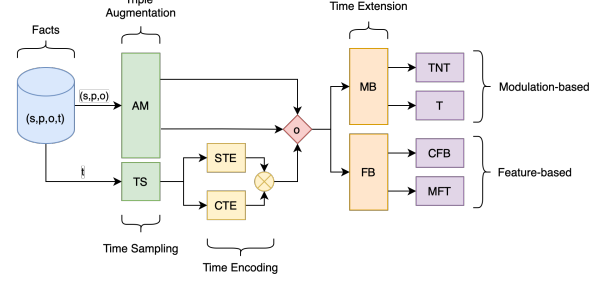 Triple
Augmentation
Time Extension
Facts
(s,p,o,t)
(s,p,o)
t
AM
TS
STE
CTE
o
MB
FB
TNT
T
CFB
MFT
Modulation-based
Feature-based
Time Sampling
Time Encoding